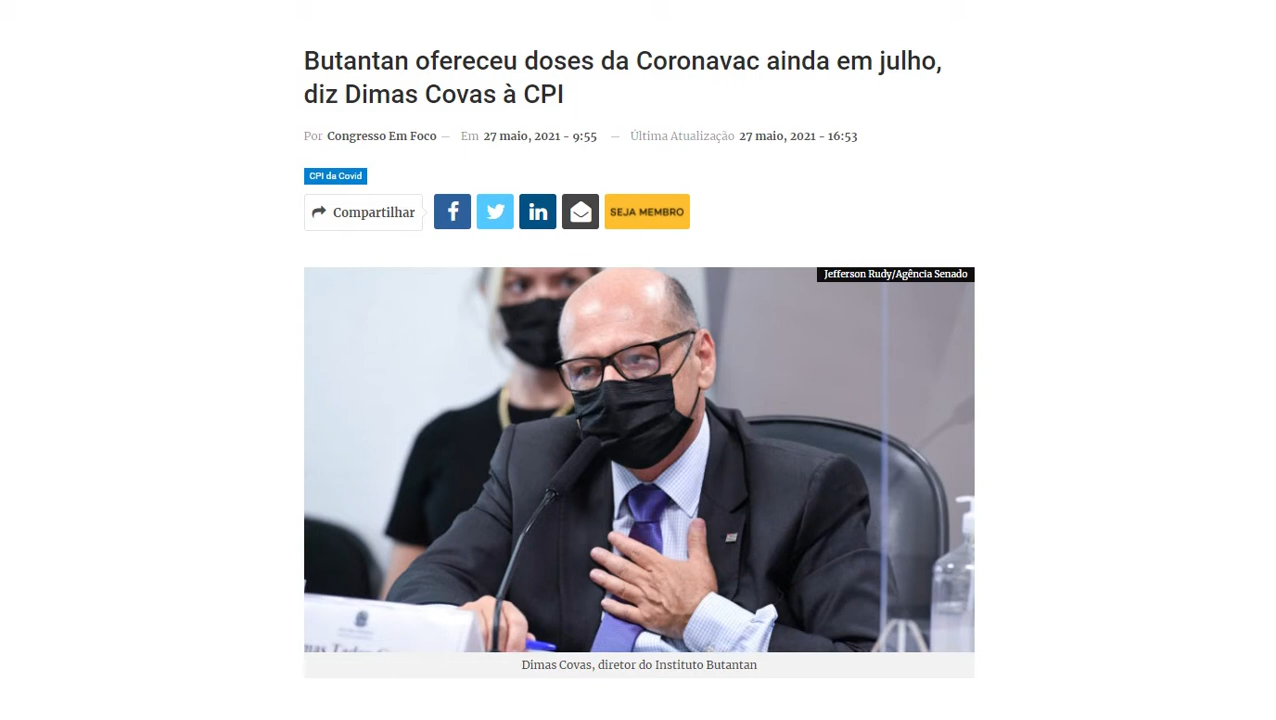 Butantan ofereceu doses da Coronavac ainda em julho,
diz Dimas Covas à CPI
Por Congresso Em Foco — Em 27 maio, 2021 - 9:55 — Última Atualização 27 maio, 2021 - 16:53
CPI da Covid
Compartilhar
SEJA MEMBRO
Jefferson Rudy/Agência Senado
Dimas Covas, diretor do Instituto Butantan